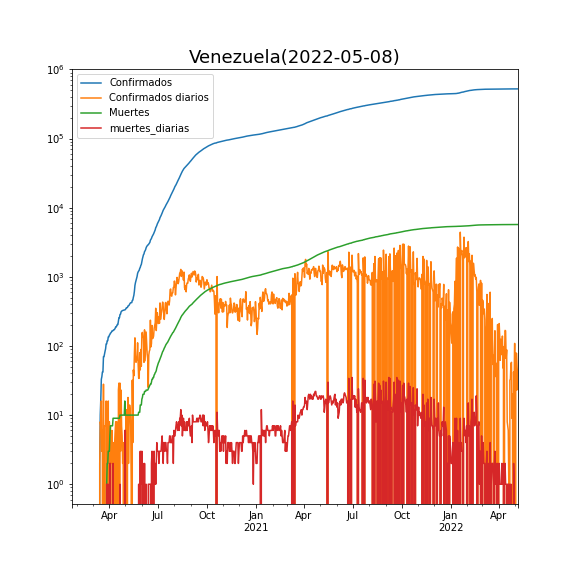 Venezuela(2022-05-08)
Confirmados
Confirmados diarios
Muertes
muertes_diarias
10^6
10^5
10^4
10^3
10^2
10^1
10^0
Apr Jul Oct Jan Apr Jul Oct Jan Apr
2021 2022